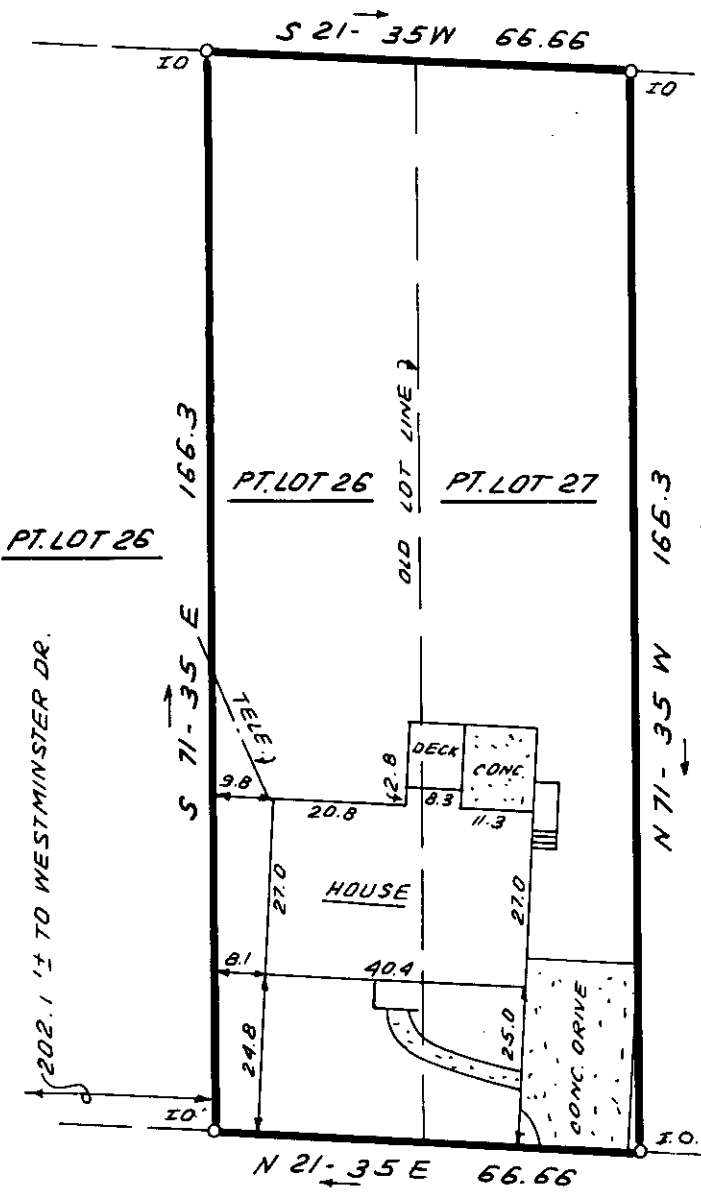 S 21-35W 66.66
IO
IO
166.3
OLD LOT LINE
PT. LOT 26
PT. LOT 27
PT. LOT 26
166.3
S 71-35 E
N 71-35 W
202.1 '± TO WESTMINSTER DR.
TELE
DECK
CONC.
9.8
20.8
2.8
8.3
11.3
27.0
HOUSE
27.0
8.1
40.4
24.8
25.0
CONC. DRIVE
IO
I.O.
N 21-35 E 66.66